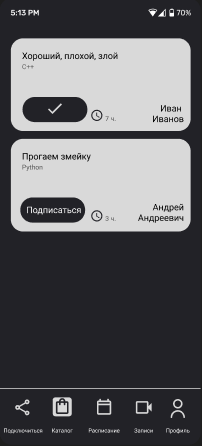 5:13 PM
70%
Хороший, плохой, злой
C++
7 ч.
Иван
Иванов
Прогаем змейку
Python
Подписаться
3 ч.
Андрей
Андреевич
Подключиться
Каталог
Расписание
Записи
Профиль